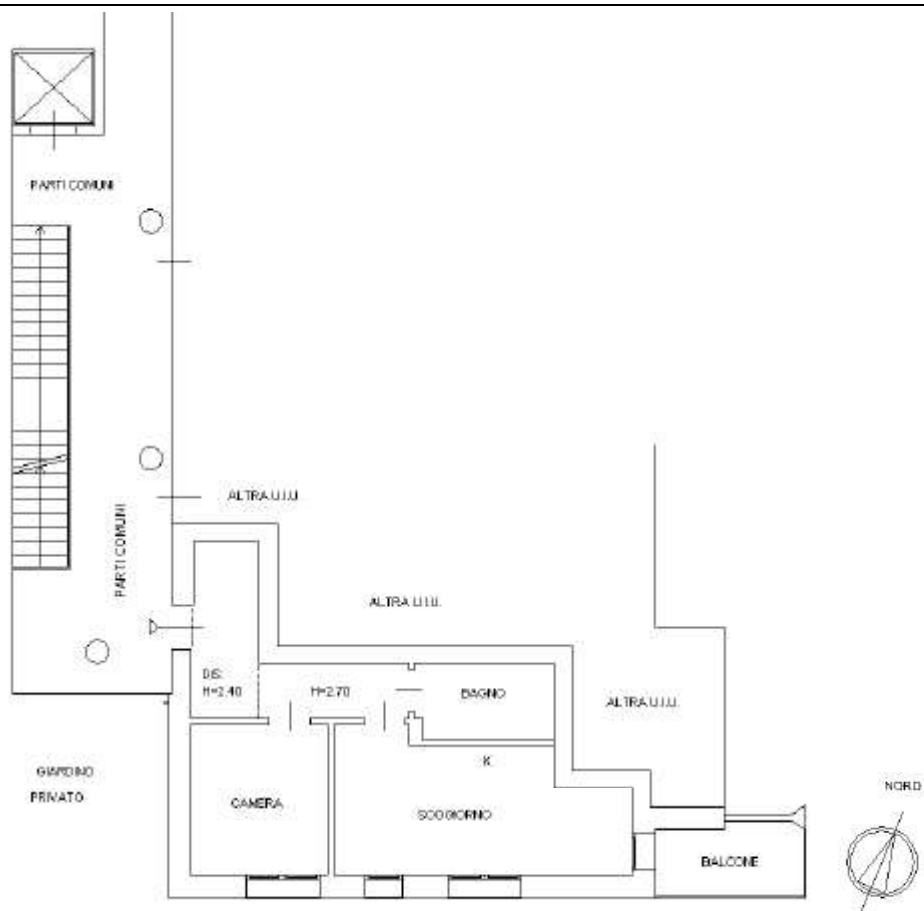 PARTI COMUNI
PARTI COMUNI
ALTRA U.I.U
ALTRA U.I.U.
DIS:
H=2.40
H=2.70
BAGNO
ALTRA U.I.U.
K
GIARDINO
PRIVATO
CAMERA
SOGGIORNO
BALCONE
NORD